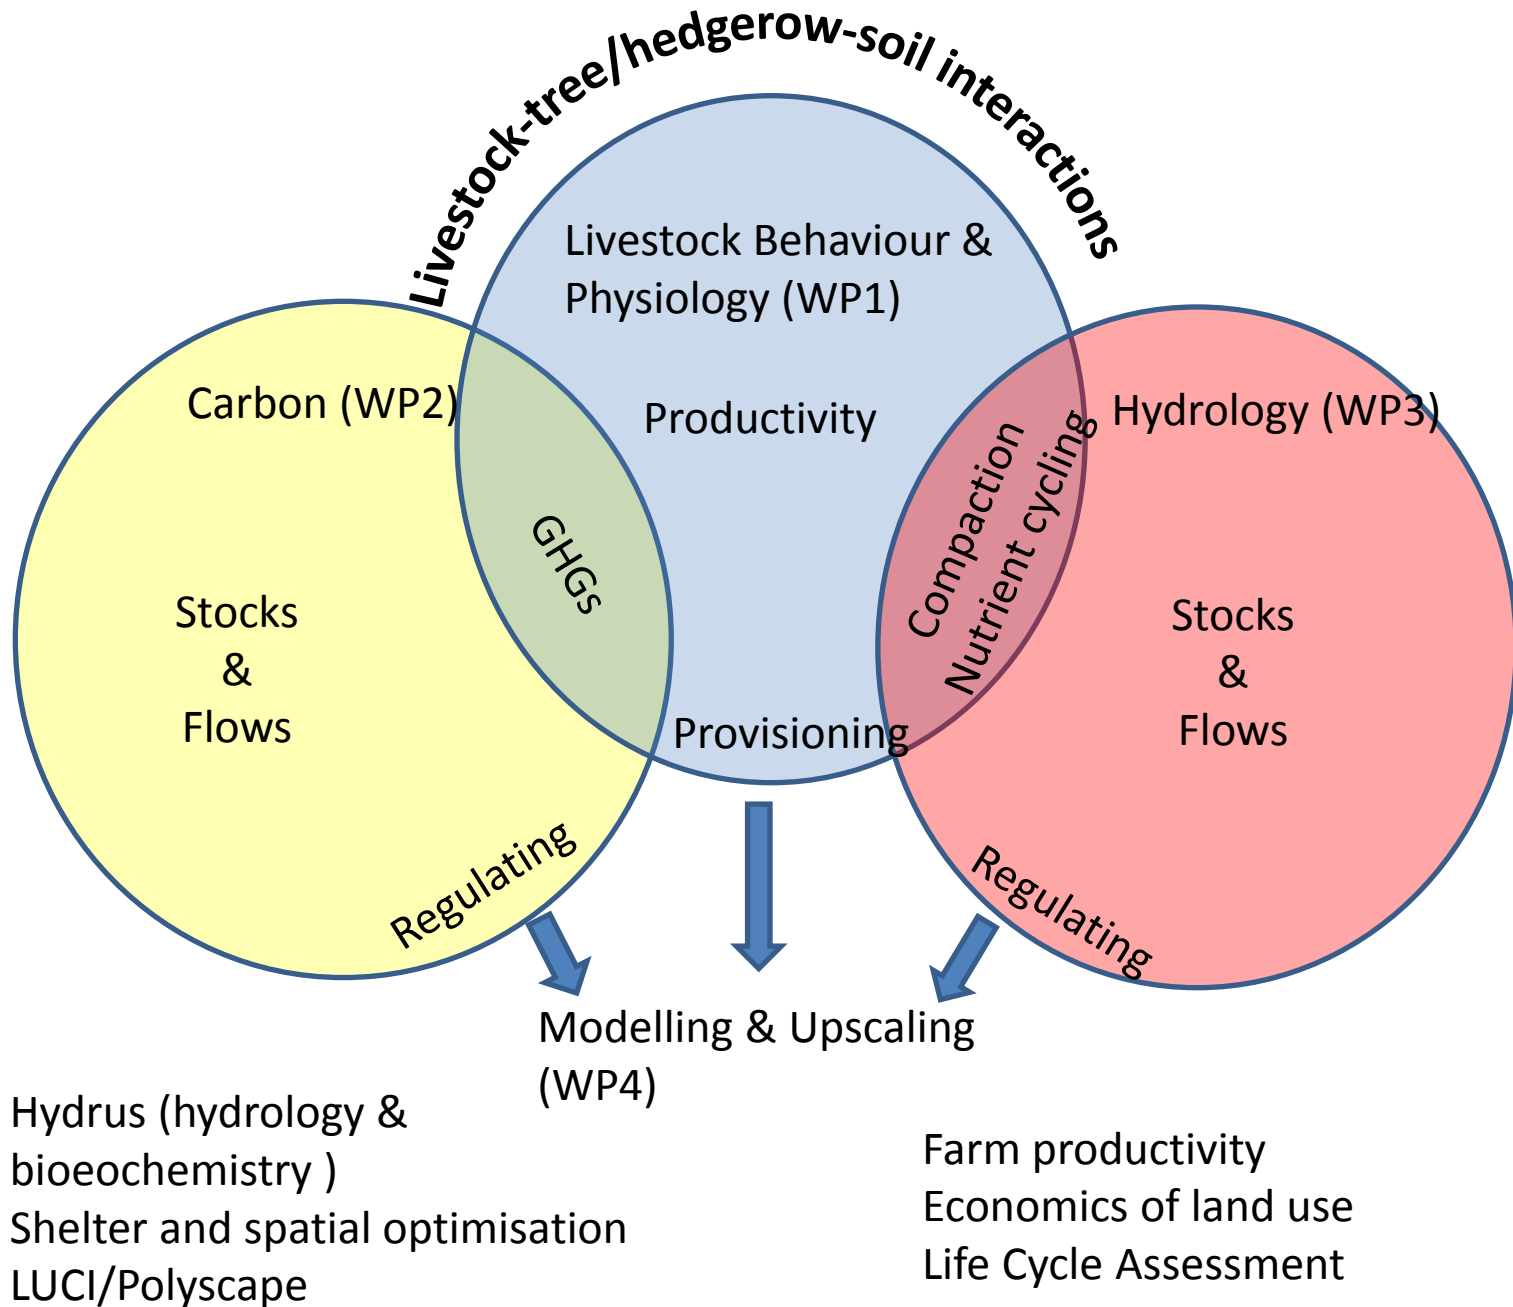 Livestock-tree/hedgerow-soil interactions
Livestock Behaviour &
Physiology (WP1)
Productivity
Provisioning
Carbon (WP2)
Stocks
&
Flows
Regulating
GHGs
Compaction
Nutrient cycling
Hydrology (WP3)
Stocks
&
Flows
Regulating
Modelling & Upscaling
(WP4)
Hydrus (hydrology &
bioeochemistry )
Shelter and spatial optimisation
LUCI/Polyscape
Farm productivity
Economics of land use
Life Cycle Assessment